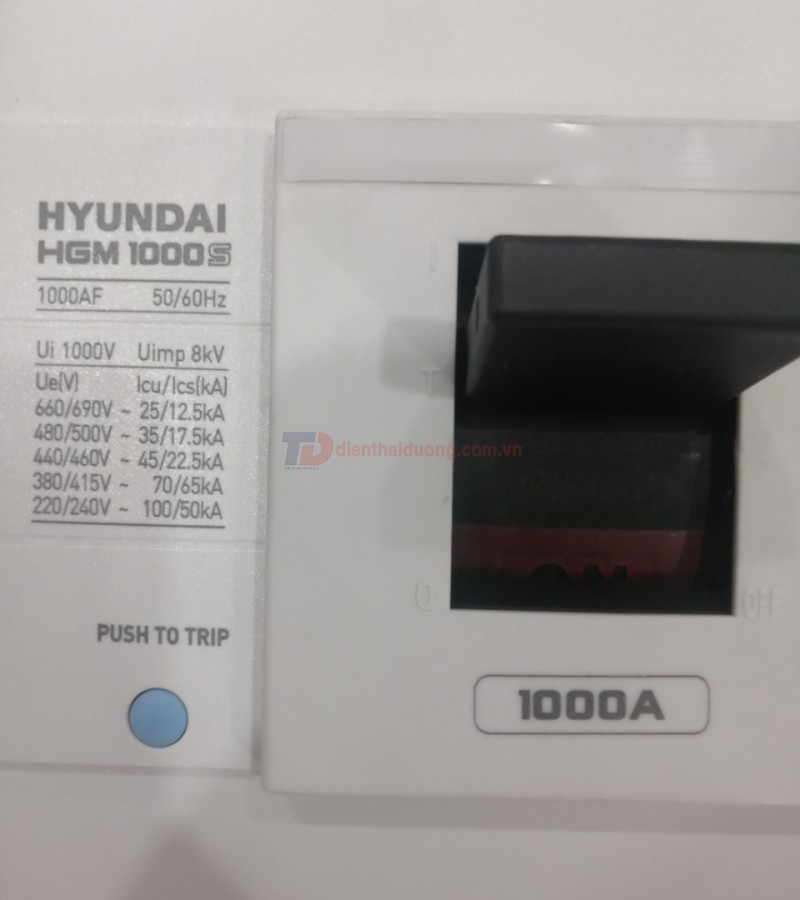 HYUNDAI
HGM 1000S
1000AF 50/60Hz
Ui 1000V Uimp 8kV
Ue(V) Icu/Ics(kA)
660/690V ~ 25/12.5kA
480/500V ~ 35/17.5kA
440/460V ~ 45/22.5kA
380/415V ~ 70/65kA
220/240V ~ 100/50kA
PUSH TO TRIP
I
T
TD dienthaiduong.com.vn
ON
O OFF
1000A